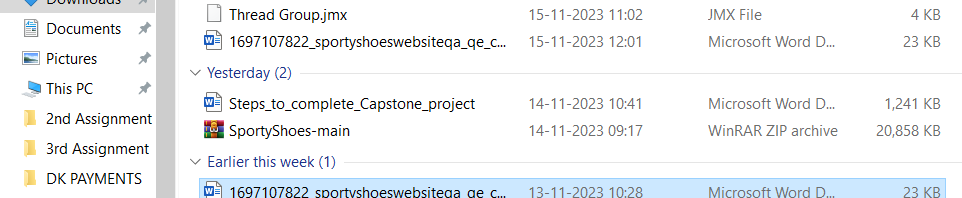 Downloads
Documents
Pictures
This PC
2nd Assignment
3rd Assignment
DK PAYMENTS
Thread Group.jmx 15-11-2023 11:02 JMX File 4 KB
1697107822_sportyshoeswebsiteqa_qe_c... 15-11-2023 12:01 Microsoft Word D... 23 KB
Yesterday (2)
Steps_to_complete_Capstone_project 14-11-2023 10:41 Microsoft Word D... 1,241 KB
SportyShoes-main 14-11-2023 09:17 WinRAR ZIP archive 20,858 KB
Earlier this week (1)
1697107822_sportyshoeswebsiteqa_qe_c... 13-11-2023 10:28 Microsoft Word D... 23 KB